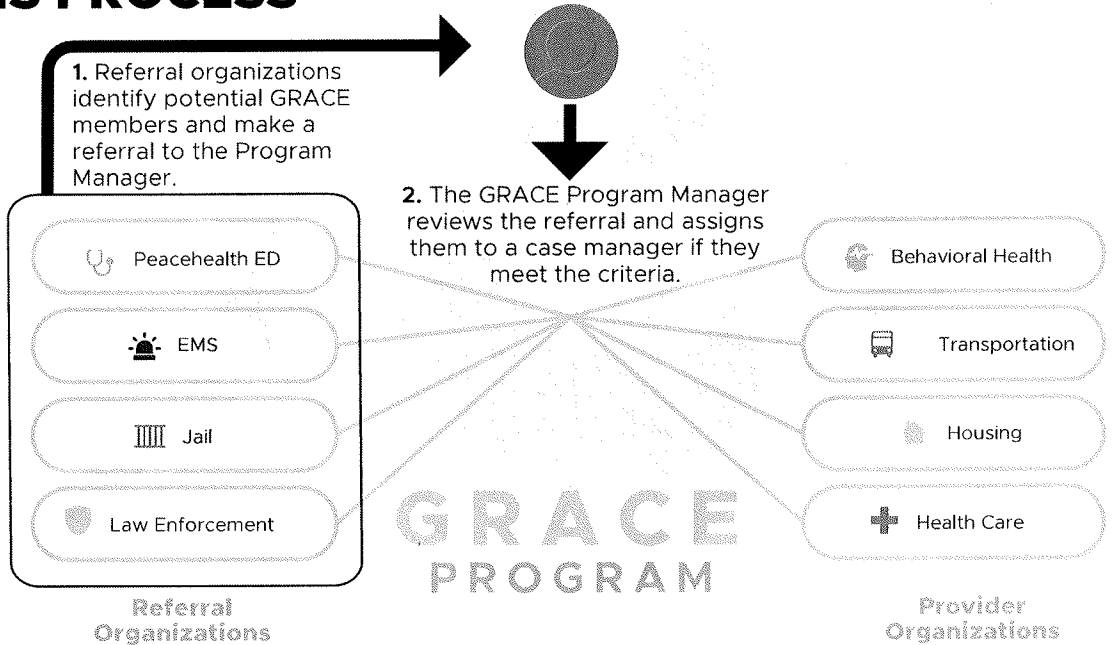 PROCESS
1. Referral organizations
identify potential GRACE
members and make a
referral to the Program
Manager.
2. The GRACE Program Manager
reviews the referral and assigns
them to a case manager if they
meet the criteria.
Peacehealth ED
EMS
Jail
Law Enforcement
Behavioral Health
Transportation
Housing
Health Care
GRACE
PROGRAM
Referral
Organizations
Provider
Organizations